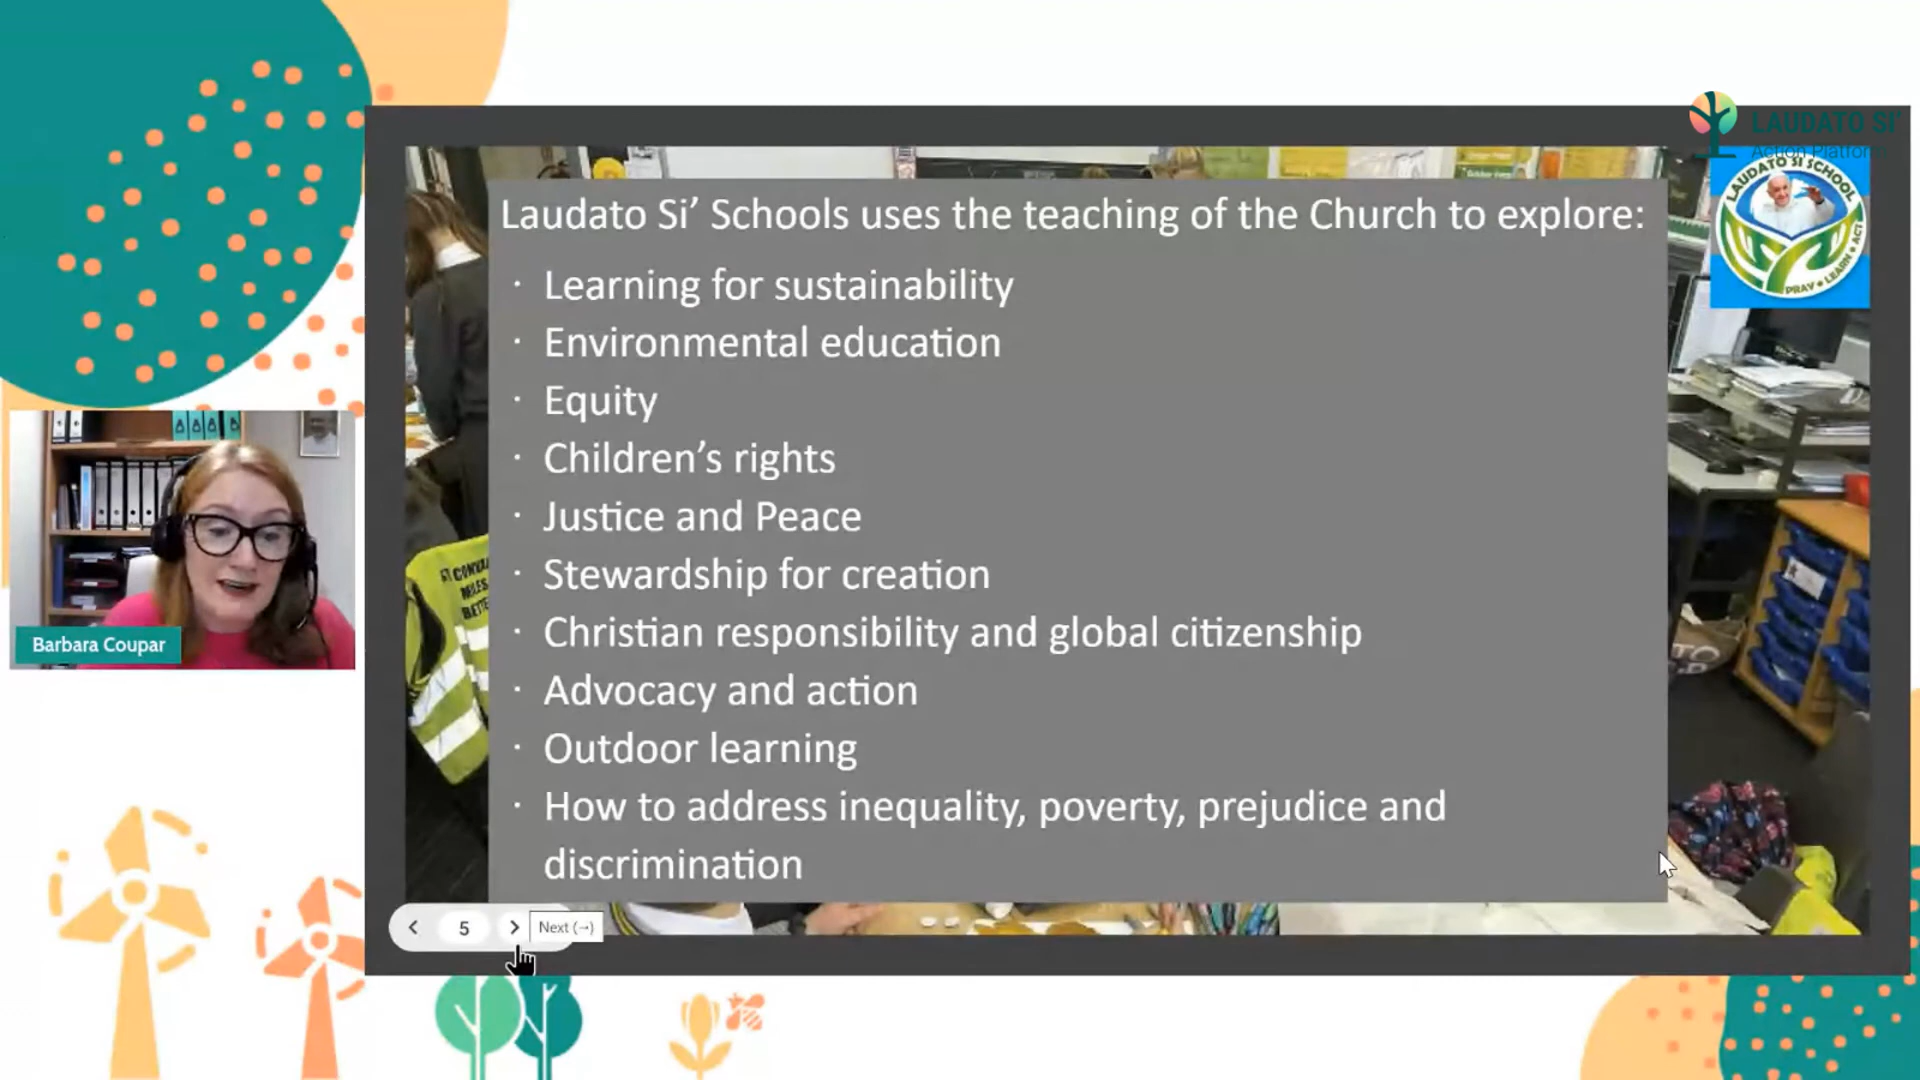 LAUDATO SI'
Action Platform
LAUDATO SI SCHOOL
PRAY • LEARN • ACT
Laudato Si’ Schools uses the teaching of the Church to explore:
· Learning for sustainability
· Environmental education
· Equity
· Children’s rights
· Justice and Peace
· Stewardship for creation
· Christian responsibility and global citizenship
· Advocacy and action
· Outdoor learning
· How to address inequality, poverty, prejudice and
discrimination
Barbara Coupar
5
Next (→)